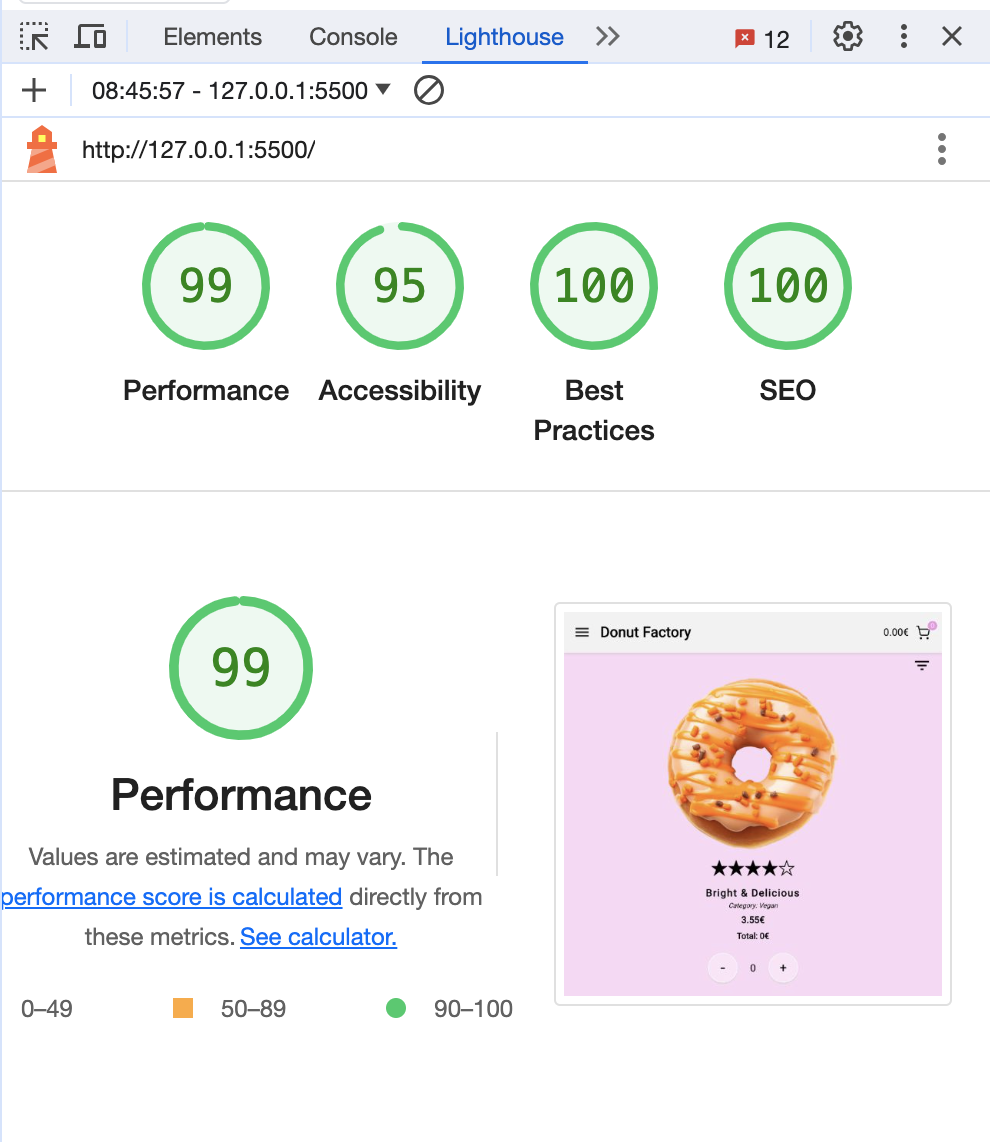 Elements Console Lighthouse 12
08:45:57 - 127.0.0.1:5500
http://127.0.0.1:5500/
99 95 100 100
Performance Accessibility Best Practices SEO
99
Performance
Values are estimated and may vary. The
performance score is calculated directly from
these metrics. See calculator.
0–49 50–89 90–100
Donut Factory 0.00€
★★★★☆
Bright & Delicious
Category: Vegan
3.55€
Total: 0€
- 0 +